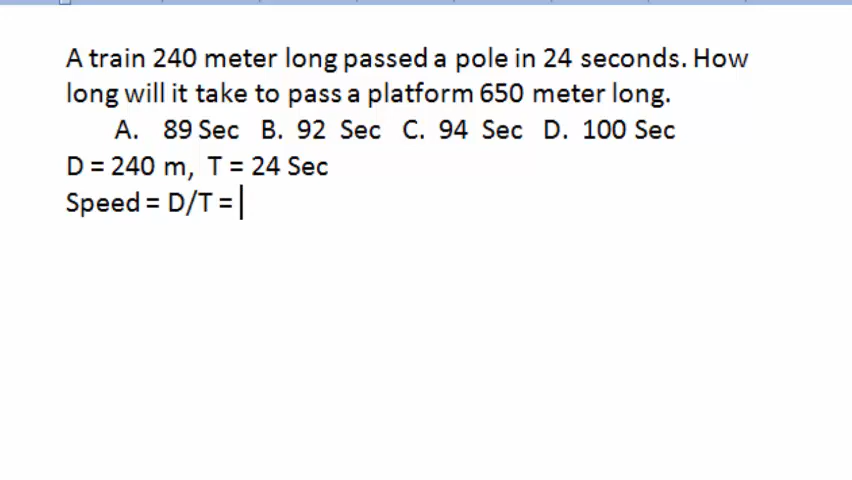 A train 240 meter long passed a pole in 24 seconds. How
long will it take to pass a platform 650 meter long.
A. 89 Sec B. 92 Sec C. 94 Sec D. 100 Sec
D = 240 m, T = 24 Sec
Speed = D/T =